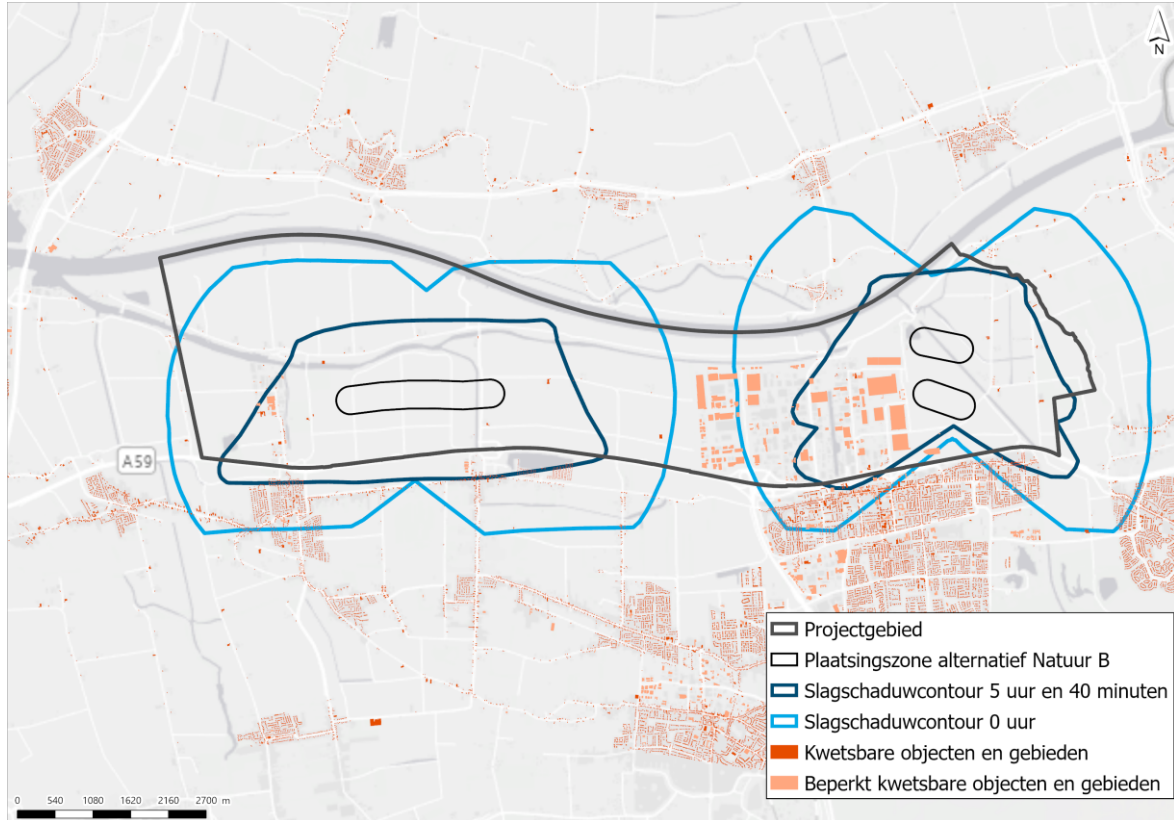 N
A59
Projectgebied
Plaatsingszone alternatief Natuur B
Slagschaduwcontour 5 uur en 40 minuten
Slagschaduwcontour 0 uur
Kwetsbare objecten en gebieden
Beperkt kwetsbare objecten en gebieden
0 540 1080 1620 2160 2700 m